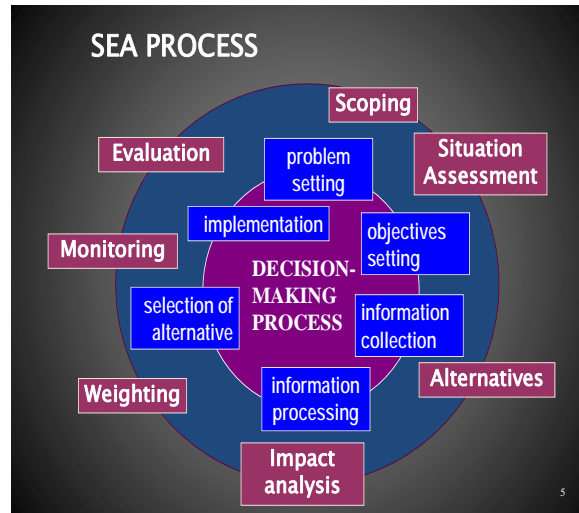 SEA PROCESS
Scoping
Evaluation
problem
setting
Situation
Assessment
implementation
objectives
setting
Monitoring
DECISION-
MAKING
PROCESS
selection of
alternative
information
collection
Weighting
information
processing
Alternatives
Impact
analysis
5